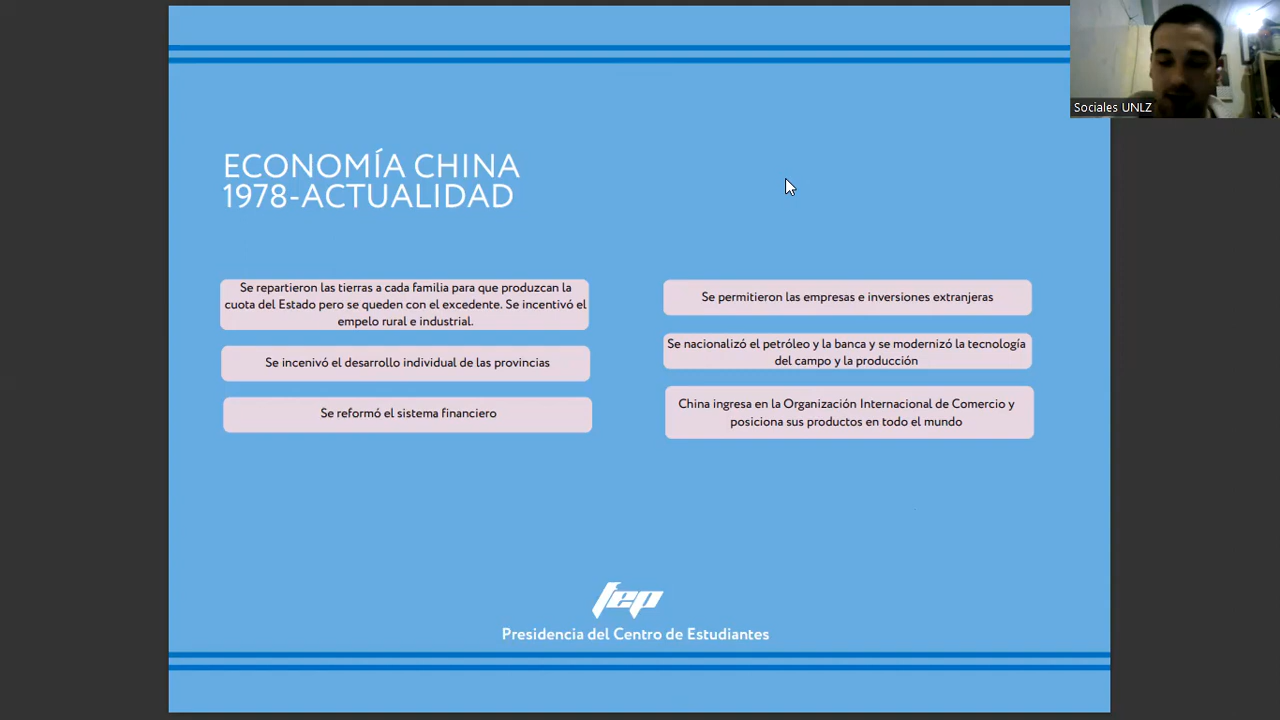 Sociales UNLZ
ECONOMÍA CHINA
1978-ACTUALIDAD
Se repartieron las tierras a cada familia para que produzcan la
cuota del Estado pero se queden con el excedente. Se incentivó el
empelo rural e industrial.
Se incenivó el desarrollo individual de las provincias
Se reformó el sistema financiero
Se permitieron las empresas e inversiones extranjeras
Se nacionalizó el petróleo y la banca y se modernizó la tecnología
del campo y la producción
China ingresa en la Organización Internacional de Comercio y
posiciona sus productos en todo el mundo
fep
Presidencia del Centro de Estudiantes